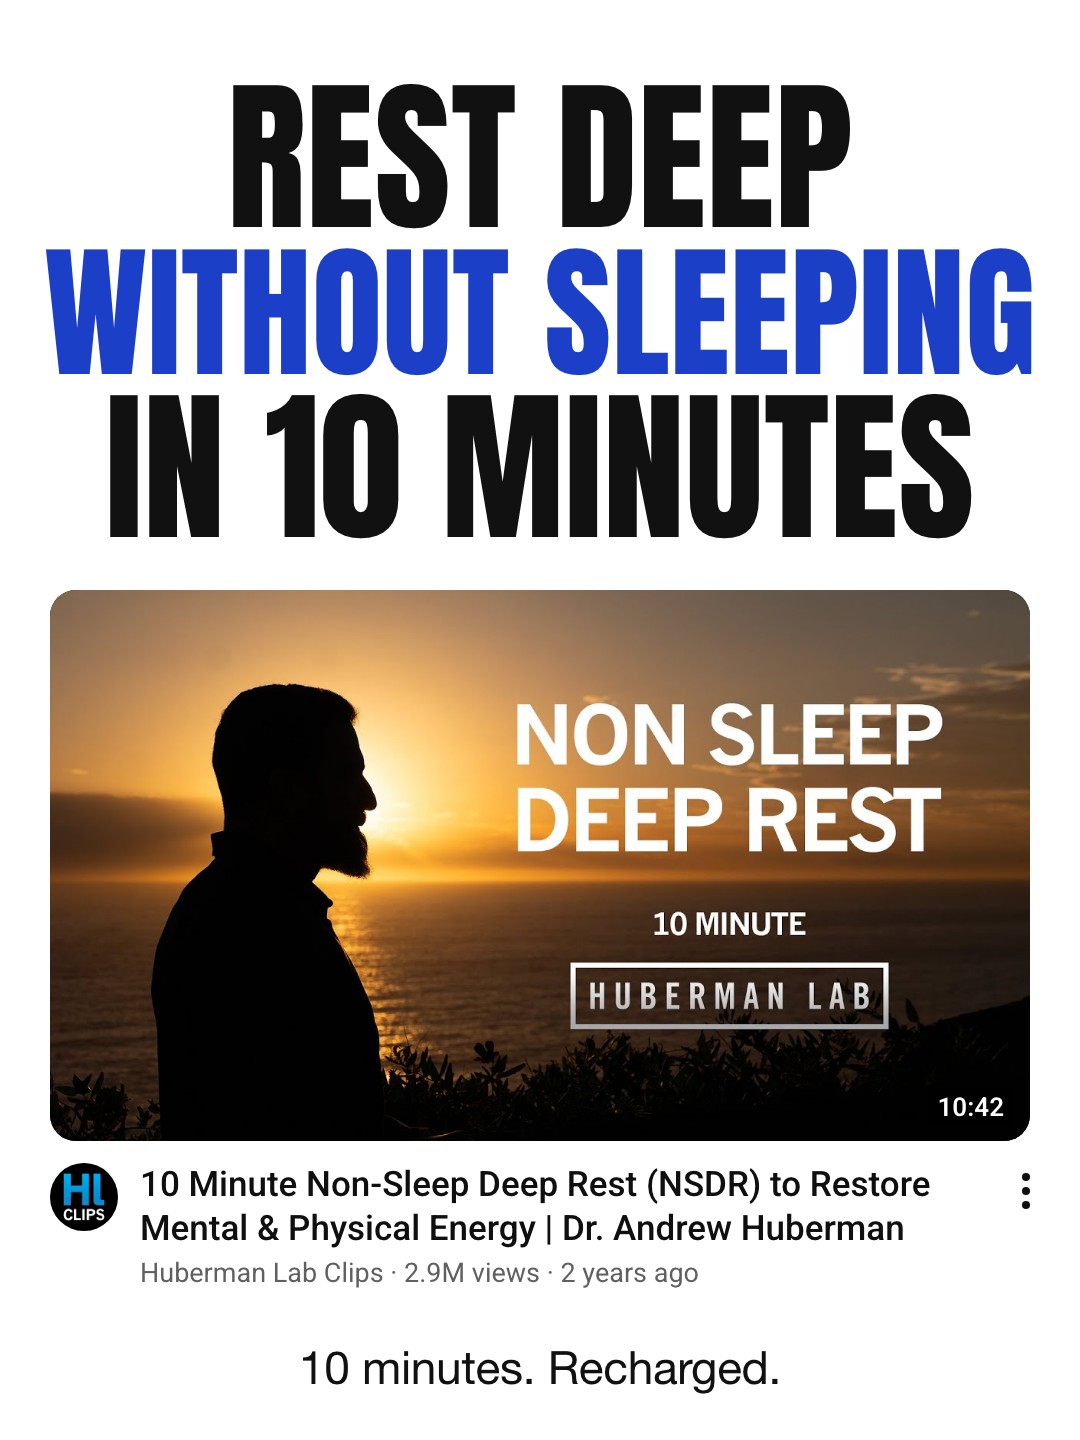 REST DEEP
WITHOUT SLEEPING
IN 10 MINUTES
NON SLEEP
DEEP REST
10 MINUTE
HUBERMAN LAB
10:42
HL
CLIPS
10 Minute Non-Sleep Deep Rest (NSDR) to Restore
Mental & Physical Energy | Dr. Andrew Huberman
Huberman Lab Clips · 2.9M views · 2 years ago
10 minutes. Recharged.